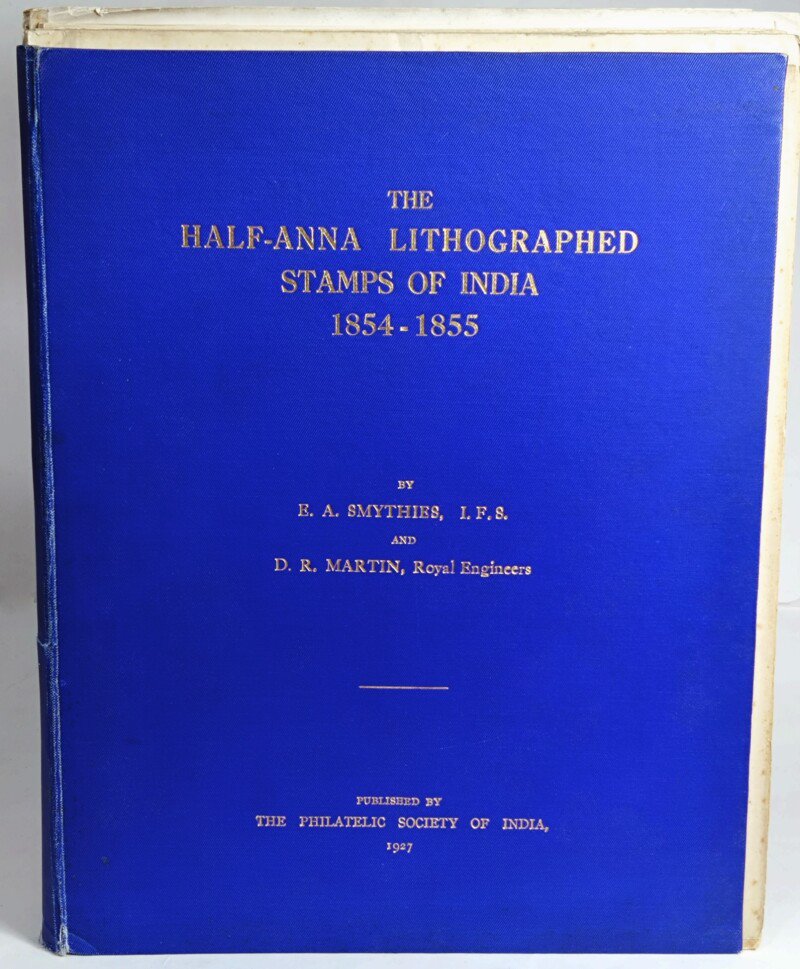 THE
HALF-ANNA LITHOGRAPHED
STAMPS OF INDIA
1854-1855
BY
E. A. SMYTHIES, I. F. S.
AND
D. R. MARTIN, Royal Engineers
PUBLISHED BY
THE PHILATELIC SOCIETY OF INDIA,
1927